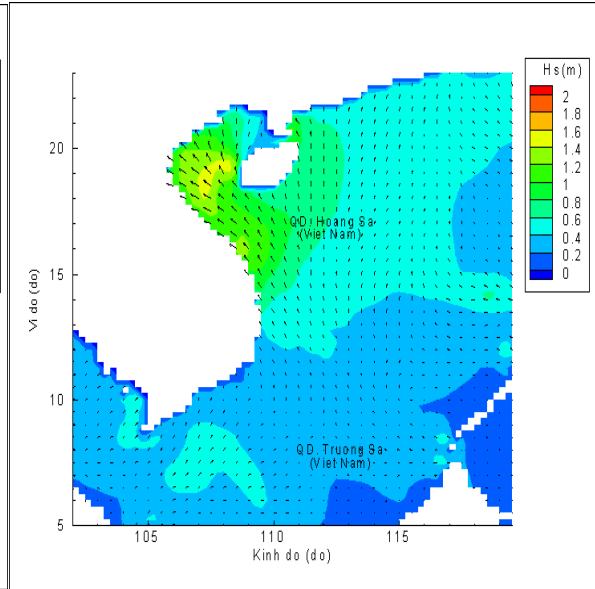 Hs(m)
2
1.8
1.6
1.4
1.2
1
0.8
0.6
0.4
0.2
0
20
15
10
5
Vi do (do)
QD. Hoang Sa
(Viet Nam)
QD. Truong Sa
(Viet Nam)
105
110
115
Kinh do (do)